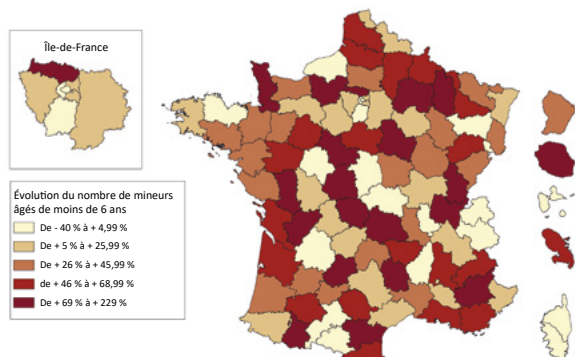 Île-de-France
Évolution du nombre de mineurs
âgés de moins de 6 ans
De - 40 % à + 4,99 %
De + 5 % à + 25,99 %
De + 26 % à + 45,99 %
de + 46 % à + 68,99 %
De + 69 % à + 229 %